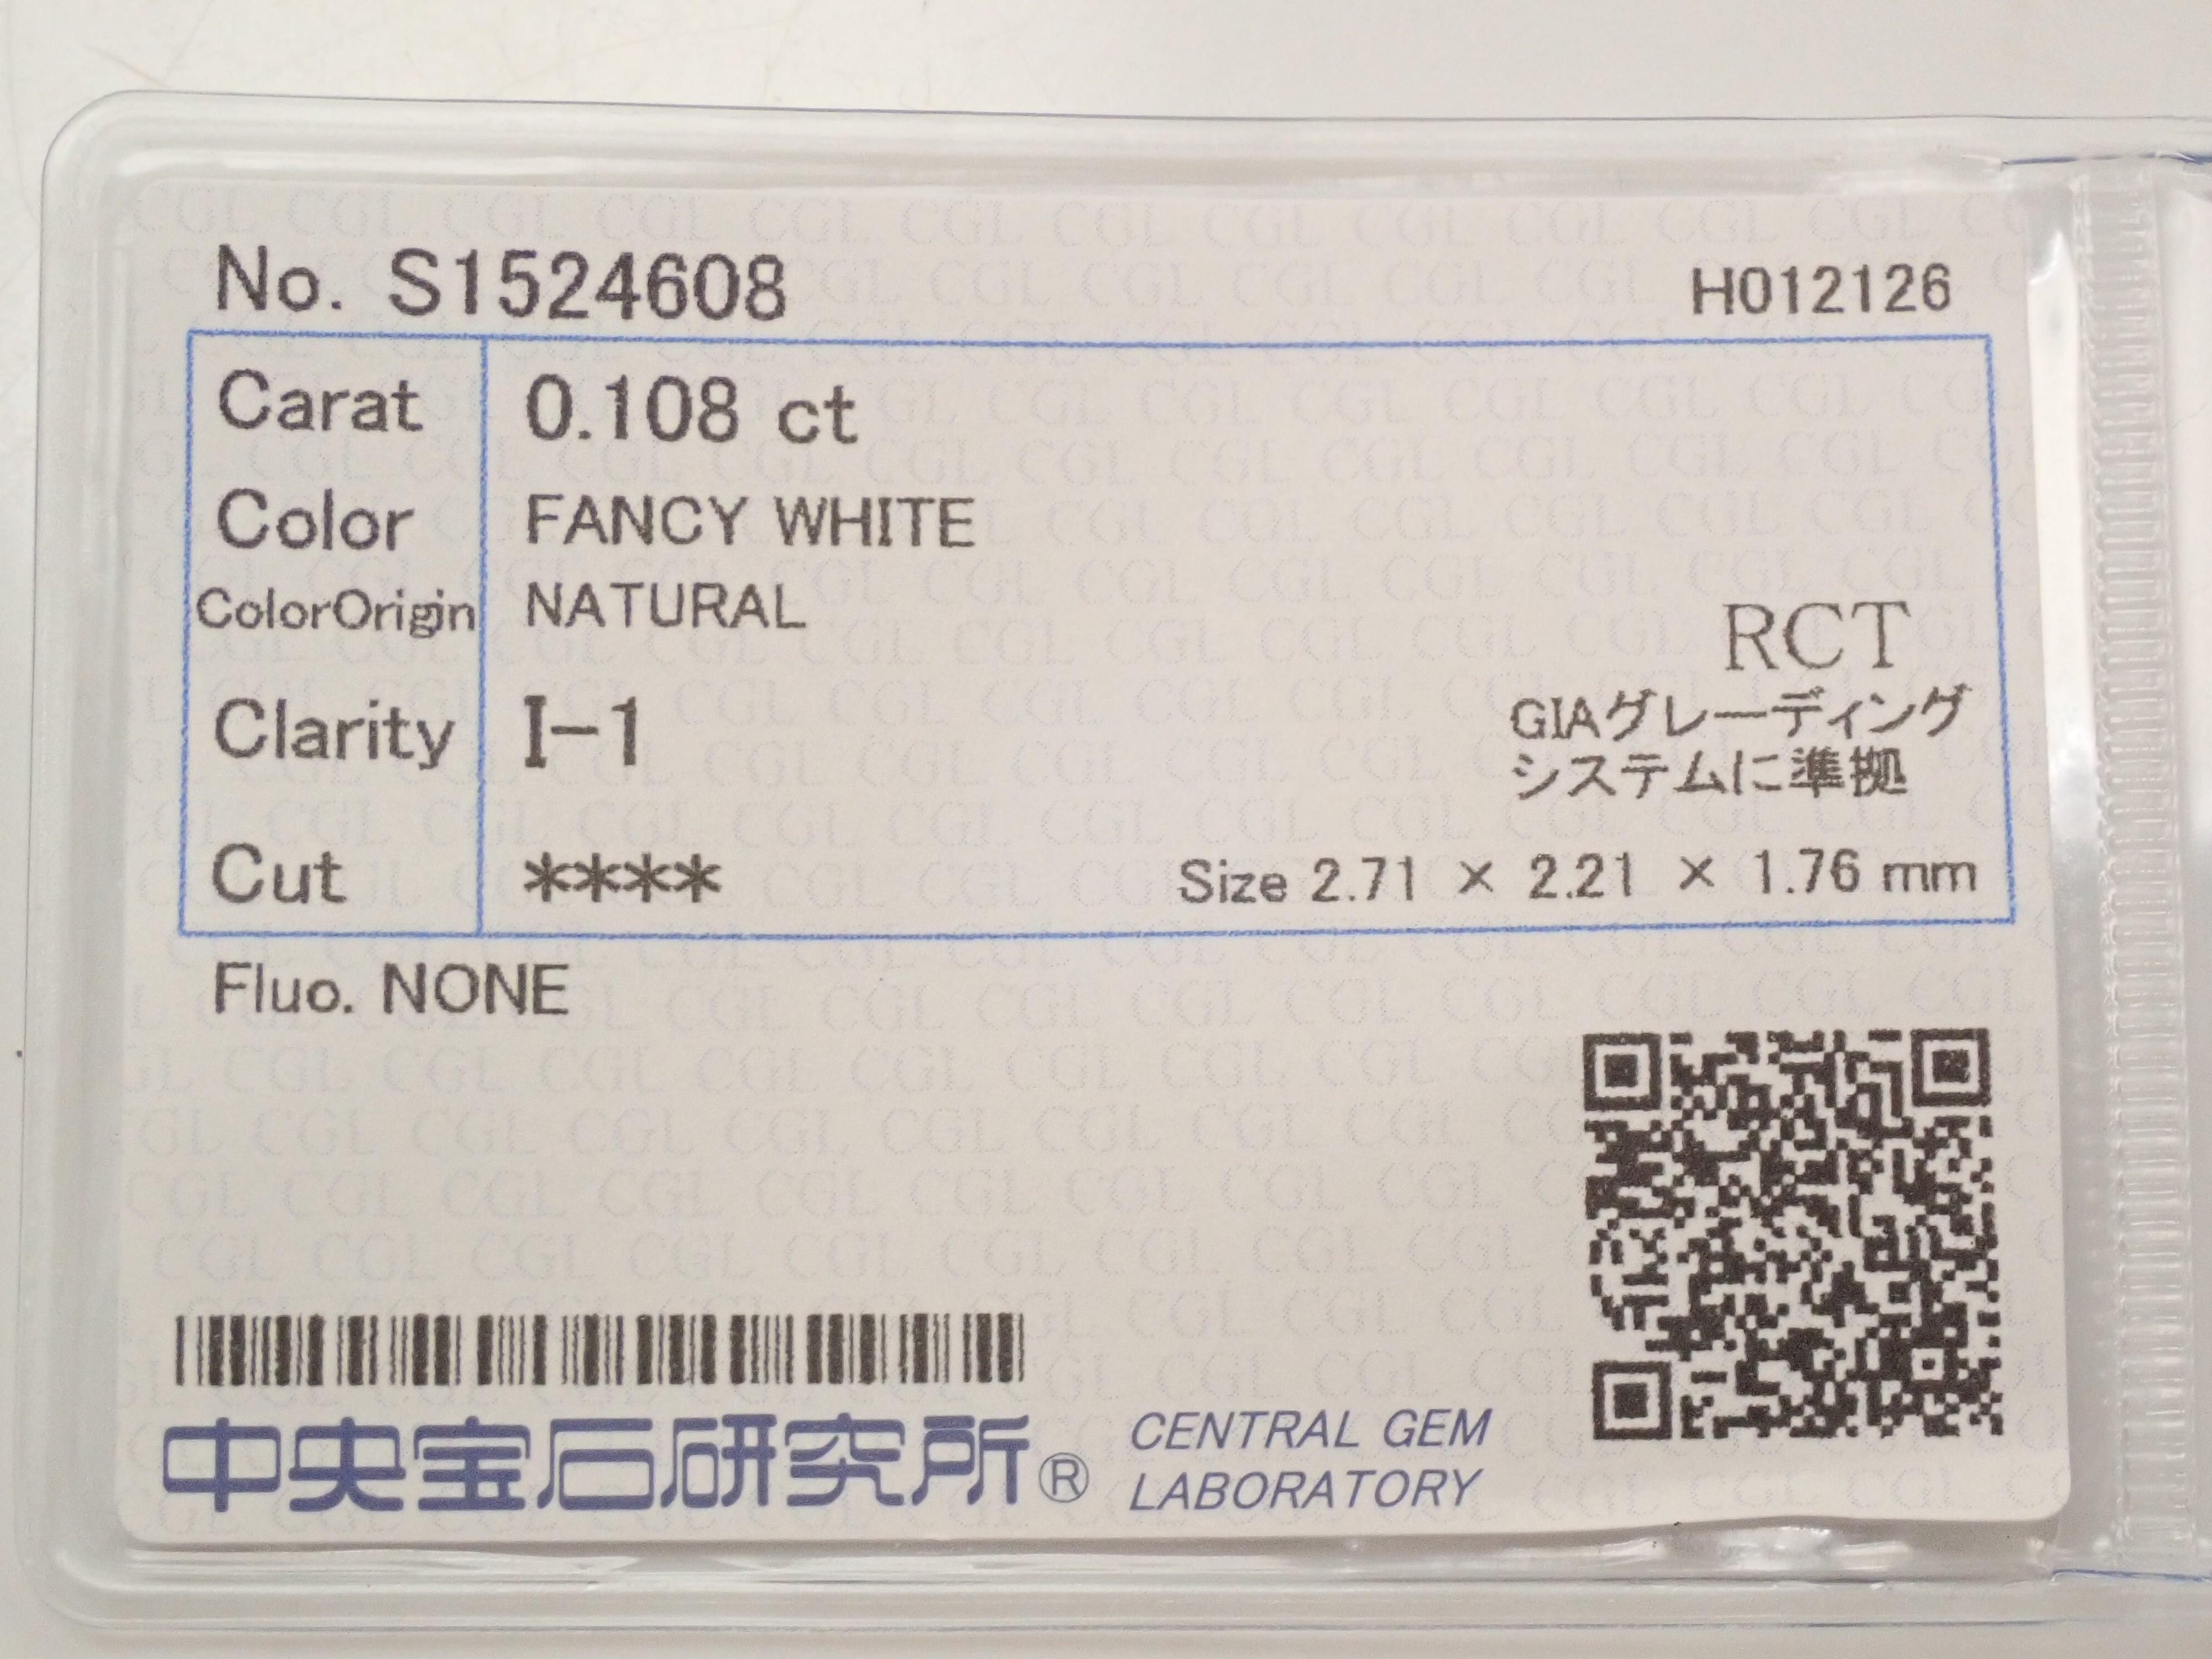 No. S1524608
H012126
Carat 0.108 ct
Color FANCY WHITE
ColorOrigin NATURAL
RCT
Clarity I-1
GIAグレーディング
システムに準拠
Cut ****
Size 2.71 × 2.21 × 1.76 mm
Fluo. NONE
中央宝石研究所®
CENTRAL GEM
LABORATORY